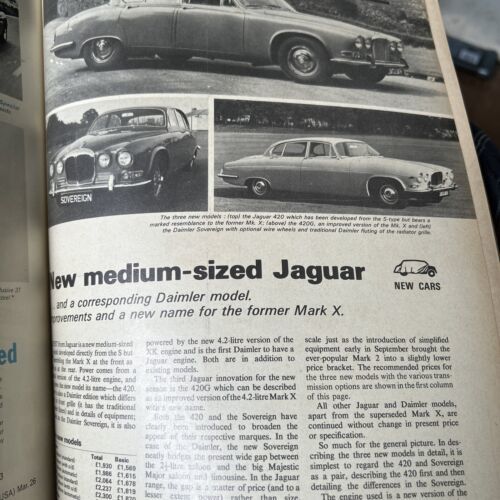 SOVEREIGN
The three new models : (top) the Jaguar 420 which has been developed from the S-type but bears a
marked resemblance to the former Mk. X; (above) the 420G, an improved version of the Mk. X and (left)
the Daimler Sovereign with optional wire wheels and traditional Daimler fluting of the radiator grille.
New medium-sized Jaguar
and a corresponding Daimler model.
and a new name for the former Mark X.
NEW CARS
from Jaguar is a new medium-sized
developed directly from the S but
the Mark X at the front as
at the rear. Power comes from a
of the 4.2-litre engine, and
the new model its name—the 420.
Daimler edition which differs
grille (it has the traditional
and in details of equipment;
the Daimler Sovereign, it is also
new models
Total Basic
£1,930 £1,569
£1,986 £1,615
£2,064 £1,678
£2,237 £1,819
powered by the new 4.2-litre version of the
XK engine and is the first Daimler to have a
Jaguar engine. Both are in addition to
existing models.
The third Jaguar innovation for the new
season is the 420G which can be described
as an improved version of the 4.2-litre Mark X
with a new name.
Both the 420 and the Sovereign have
clearly been introduced to broaden the
appeal of their respective marques. In the
case of the Daimler, the new Sovereign
neatly bridges the present wide gap between
the 2½-litre saloon and the big Majestic
Major saloon and limousine. In the Jaguar
range, the gap is a matter of price (and to a
lesser extent power) rather than size
scale just as the introduction of simplified
equipment early in September brought the
ever-popular Mark 2 into a slightly lower
price bracket. The recommended prices for
the three new models with the various trans-
mission options are shown in the first column
of this page.
All other Jaguar and Daimler models,
apart from the superseded Mark X, are
continued without change in present price
or specification.
So much for the general picture. In des-
cribing the three new models in detail, it is
simplest to regard the 420 and Sovereign
as a pair, describing the 420 first and then
detailing the differences in the Sovereign.
The engine used is a new version of
(USA) Mar. 26